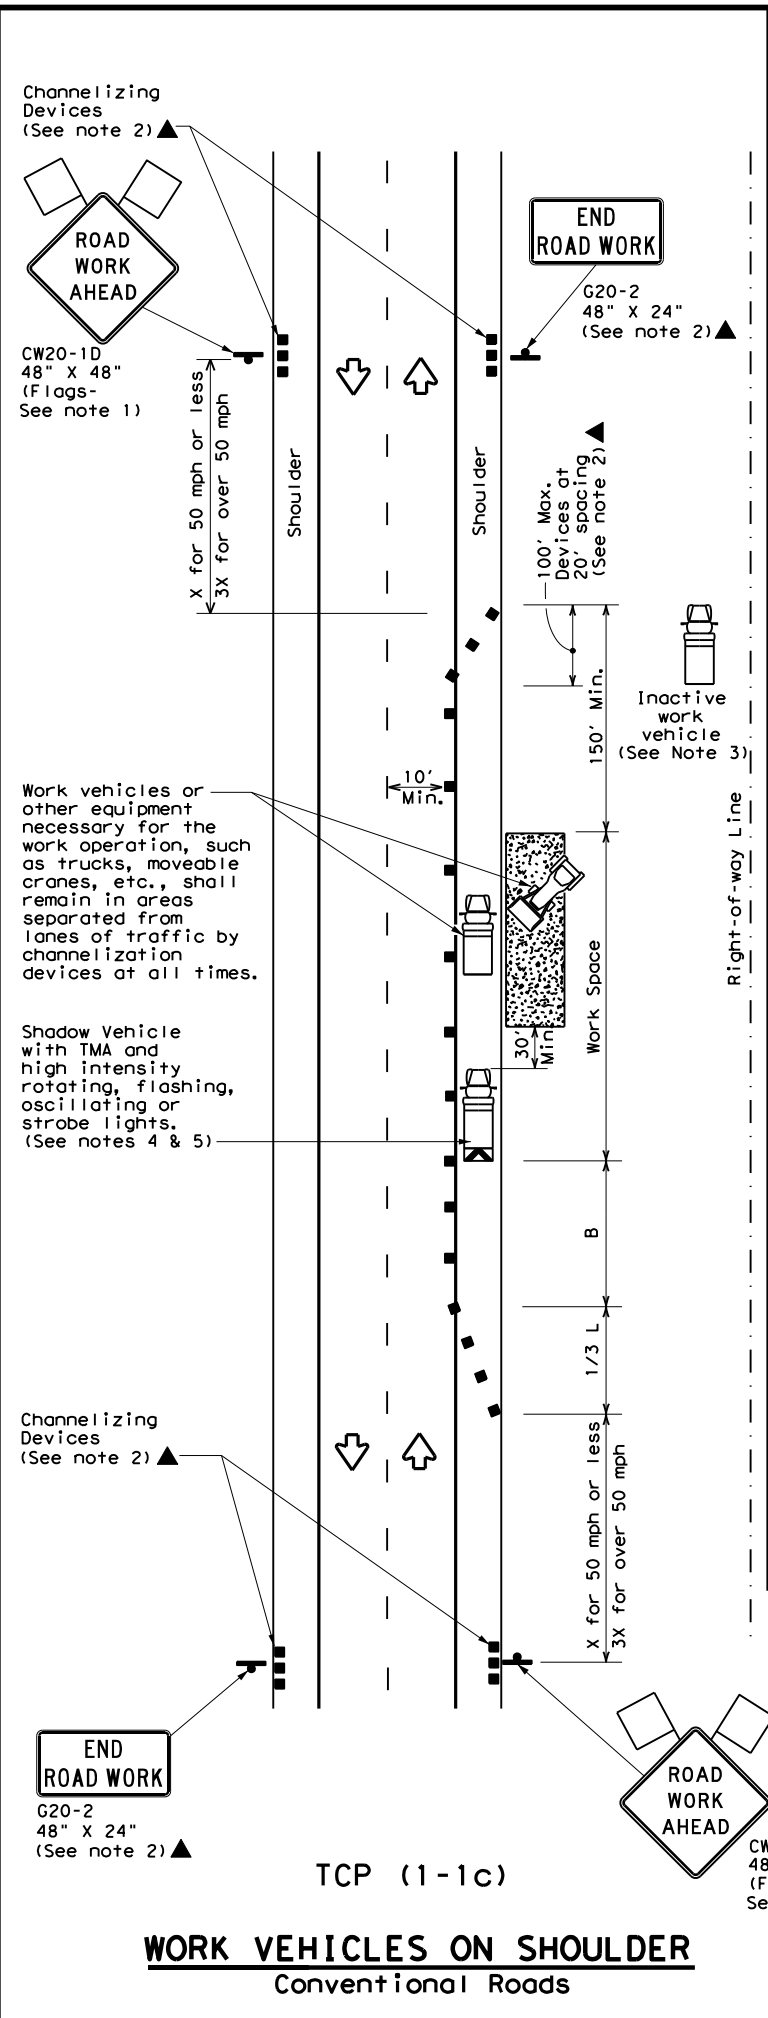 Channelizing
Devices
(See note 2)
ROAD
WORK
AHEAD
CW20-1D
48" X 48"
(Flags-
See note 1)
END
ROAD WORK
G20-2
48" X 24"
(See note 2)
X for 50 mph or less
3X for over 50 mph
Shoulder
Shoulder
100' Max.
Devices at
20' spacing
(See note 2)
150' Min.
Inactive
work
vehicle
(See Note 3)
10'
Min.
Work vehicles or
other equipment
necessary for the
work operation, such
as trucks, moveable
cranes, etc., shall
remain in areas
separated from
lanes of traffic by
channelization
devices at all times.
Right-of-way Line
Work Space
30'
Min.
Shadow Vehicle
with TMA and
high intensity
rotating, flashing,
oscillating or
strobe lights.
(See notes 4 & 5)
B
1/3 L
Channelizing
Devices
(See note 2)
X for 50 mph or less
3X for over 50 mph
END
ROAD WORK
G20-2
48" X 24"
(See note 2)
ROAD
WORK
AHEAD
CW
48
(F
Se
TCP (1-1c)
WORK VEHICLES ON SHOULDER
Conventional Roads